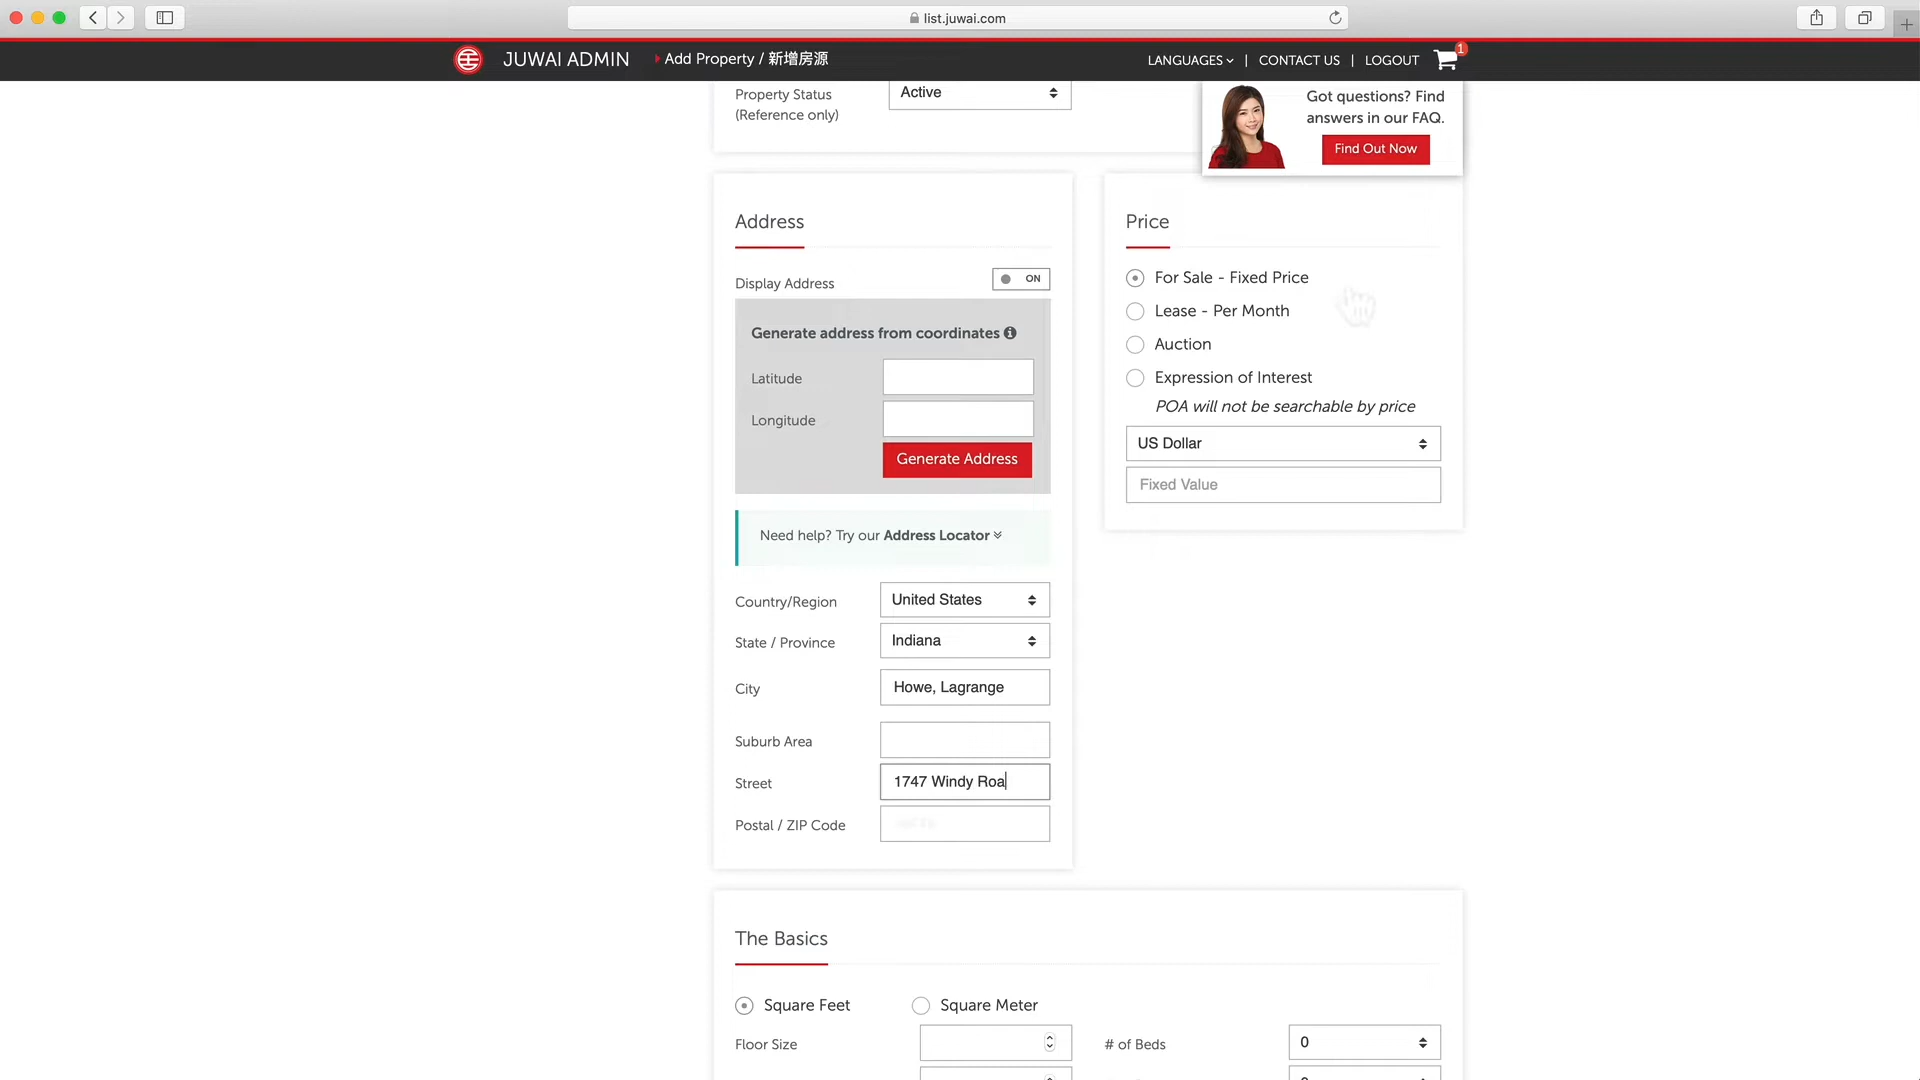 list.juwai.com
JUWAI ADMIN
Add Property / 新增房源
LANGUAGES | CONTACT US | LOGOUT
1
Property Status
(Reference only)
Active
Got questions? Find
answers in our FAQ.
Find Out Now
Address
Display Address
ON
Generate address from coordinates
Latitude
Longitude
Generate Address
Need help? Try our Address Locator
Country/Region
United States
State / Province
Indiana
City
Howe, Lagrange
Suburb Area
Street
1747 Windy Roa
Postal / ZIP Code
Price
For Sale - Fixed Price
Lease - Per Month
Auction
Expression of Interest
POA will not be searchable by price
US Dollar
Fixed Value
The Basics
Square Feet
Square Meter
Floor Size
# of Beds
0